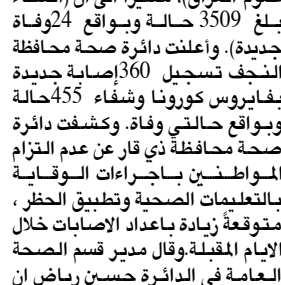 بلغ 3509 حالة وبواقع 24وفاة
جديدة). وأعلنت دائرة صحة محافظة
النجف تسجيل 360إصابة جديدة
بفايروس كورونا وشفاء 455حالة
وبواقع حالتي وفاة. وكشفت دائرة
صحة محافظة ذي قار عن عدم التزام
المواطنين باجراءات الوقاية
بالتعليمات الصحية وتطبيق الحظر ،
متوقعةً زيادة باعداد الاصابات خلال
الايام المقبلة.وقال مدير قسم الصحة
العامة في الدائرة حسين رياض ان